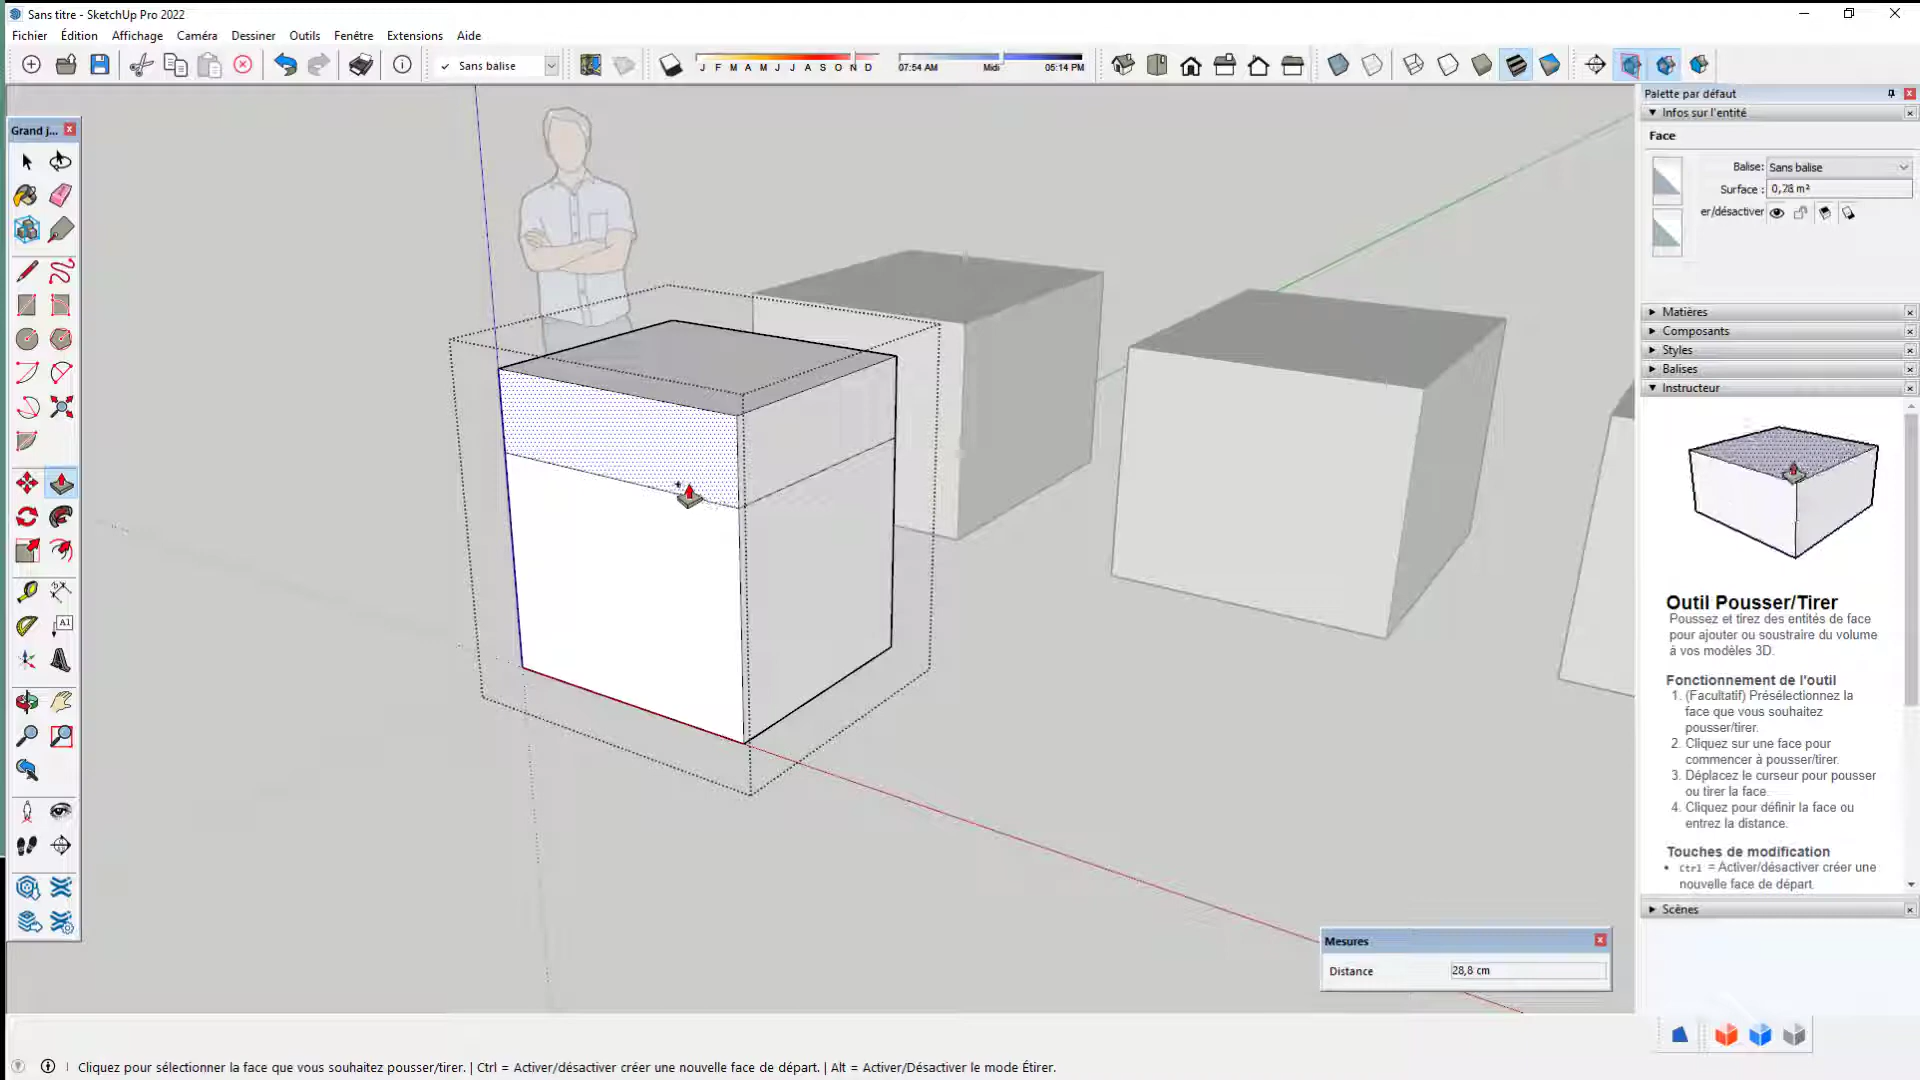 Sans titre - SketchUp Pro 2022
Fichier Édition Affichage Caméra Dessiner Outils Fenêtre Extensions Aide
Sans balise
J F M A M J J A S O N D
07:54 AM Midi 05:14 PM
Grand j...
A1
Palette par défaut
Infos sur l'entité
Face
Balise: Sans balise
Surface : 0,28 m²
er/désactiver
Matières
Composants
Styles
Balises
Instructeur
Outil Pousser/Tirer
Poussez et tirez des entités de face
pour ajouter ou soustraire du volume
à vos modèles 3D.
Fonctionnement de l'outil
1. (Facultatif) Présélectionnez la
face que vous souhaitez
pousser/tirer.
2. Cliquez sur une face pour
commencer à pousser/tirer.
3. Déplacez le curseur pour pousser
ou tirer la face.
4. Cliquez pour définir la face ou
entrez la distance.
Touches de modification
• Ctrl = Activer/désactiver créer une
nouvelle face de départ
Scènes
Mesures
Distance 28,8 cm
Cliquez pour sélectionner la face que vous souhaitez pousser/tirer. | Ctrl = Activer/désactiver créer une nouvelle face de départ. | Alt = Activer/Désactiver le mode Étirer.